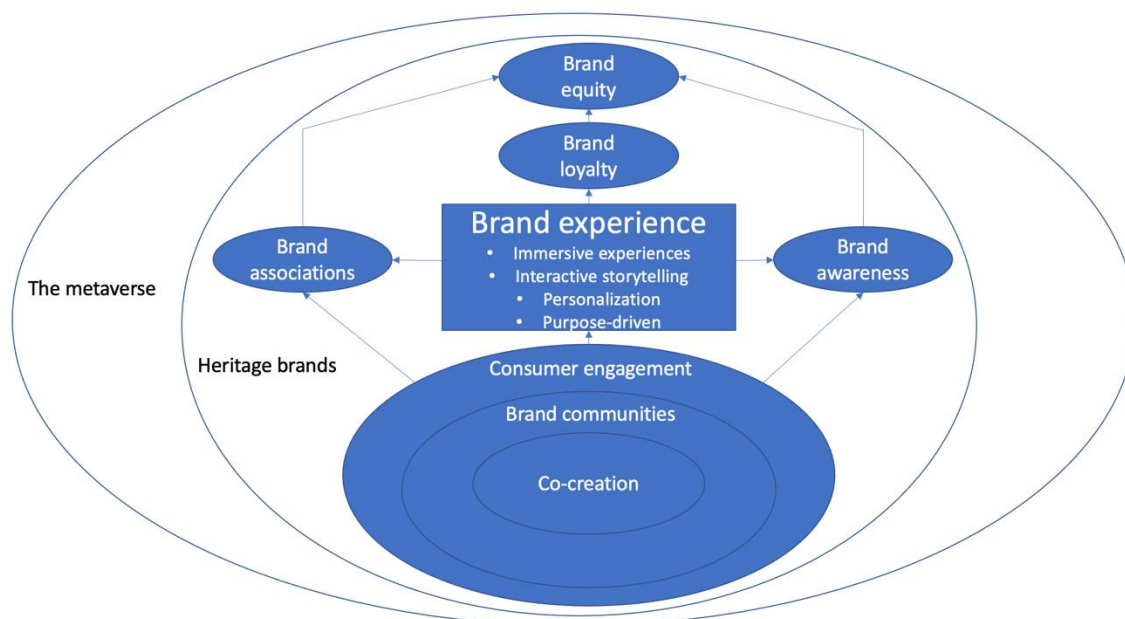 Brand
equity
Brand
loyalty
Brand experience
• Immersive experiences
• Interactive storytelling
• Personalization
• Purpose-driven
Brand
associations
Brand
awareness
The metaverse
Heritage brands
Consumer engagement
Brand communities
Co-creation